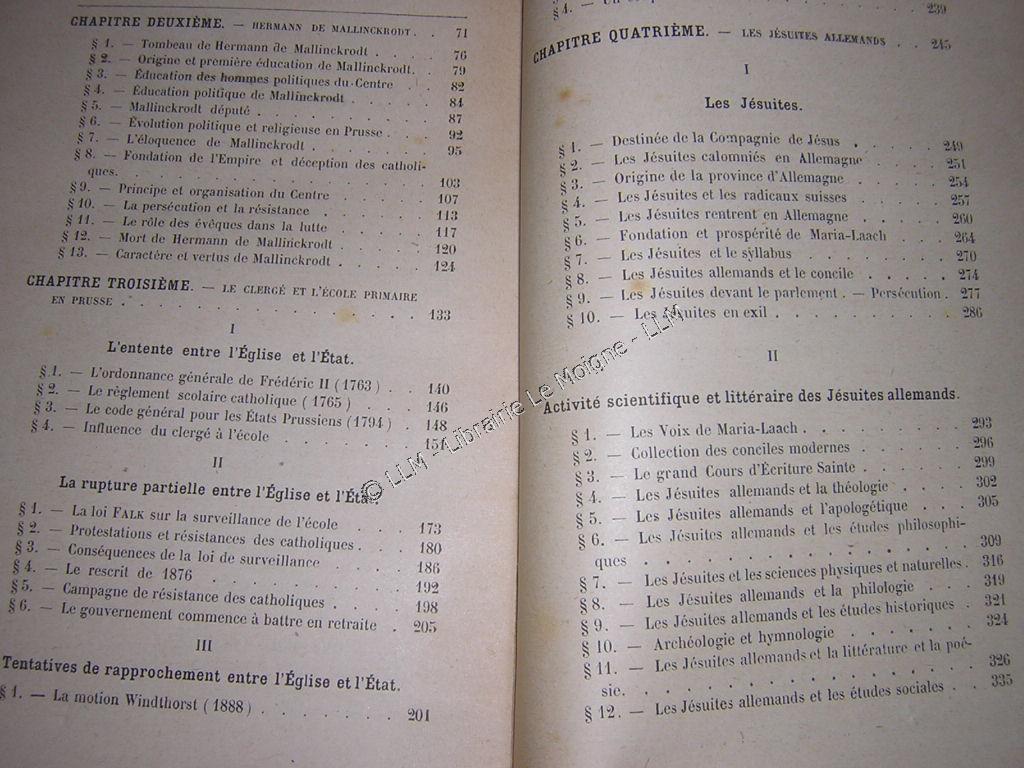 CHAPITRE DEUXIÈME. — HERMANN DE MALLINCKRODT . . 71
§ 1. — Tombeau de Hermann de Mallinckrodt . . . . 76
§ 2. — Origine et première éducation de Mallinckrodt. . 79
§ 3. — Éducation des hommes politiques du Centre . . 82
§ 4. — Éducation politique de Mallinckrodt . . . . . 84
§ 5. — Mallinckrodt député . . . . . . . . . 87
§ 6. — Évolution politique et religieuse en Prusse . . . 92
§ 7. — L'éloquence de Mallinckrodt . . . . . . . 95
§ 8. — Fondation de l'Empire et déception des catholi-
ques. . . . . . . . . . . . . . . 103
§ 9. — Principe et organisation du Centre . . . . . 107
§ 10. — La persécution et la résistance . . . . . . 113
§ 11. — Le rôle des évêques dans la lutte . . . . . 117
§ 12. — Mort de Hermann de Mallinckrodt . . . . . 120
§ 13. — Caractère et vertus de Mallinckrodt . . . . . 124
CHAPITRE TROISIÈME. — LE CLERGÉ ET L'ÉCOLE PRIMAIRE
EN PRUSSE . . . . . . . . . . . . . . . 133
I
L'entente entre l'Église et l'État.
§ 1. — L'ordonnance générale de Frédéric II (1763) . . 140
§ 2. — Le règlement scolaire catholique (1765) . . . 146
§ 3. — Le code général pour les États Prussiens (1794) . 148
§ 4. — Influence du clergé à l'école . . . . . . . 151
II
La rupture partielle entre l'Église et l'État.
§ 1. — La loi FALK sur la surveillance de l'école . . . 173
§ 2. — Protestations et résistances des catholiques . . . 180
§ 3. — Conséquences de la loi de surveillance . . . . 186
§ 4. — Le rescrit de 1876 . . . . . . . . . . 192
§ 5. — Campagne de résistance des catholiques . . . . 198
§ 6. — Le gouvernement commence à battre en retraite . 205
III
Tentatives de rapprochement entre l'Église et l'État.
§ 1. — La motion Windthorst (1888) . . . . . . . 201
§ 4. — Un 239
CHAPITRE QUATRIÈME. — LES JÉSUITES ALLEMANDS . . 245
I
Les Jésuites.
§ 1. — Destinée de la Compagnie de Jésus . . . . . 249
§ 2. — Les Jésuites calomniés en Allemagne . . . . 251
§ 3. — Origine de la province d'Allemagne . . . . . 254
§ 4. — Les Jésuites et les radicaux suisses . . . . . 257
§ 5. — Les Jésuites rentrent en Allemagne . . . . . 260
§ 6. — Fondation et prospérité de Maria-Laach . . . 264
§ 7. — Les Jésuites et le syllabus . . . . . . . 270
§ 8. — Les Jésuites allemands et le concile . . . . . 274
§ 9. — Les Jésuites devant le parlement. — Persécution. 277
§ 10. — Les Jésuites en exil . . . . . . . . . . 286
II
Activité scientifique et littéraire des Jésuites allemands.
§ 1. — Les Voix de Maria-Laach . . . . . . . . 293
§ 2. — Collection des conciles modernes . . . . . . 296
§ 3. — Le grand Cours d'Écriture Sainte . . . . . . 299
§ 4. — Les Jésuites allemands et la théologie . . . . 302
§ 5. — Les Jésuites allemands et l'apologétique . . . 305
§ 6. — Les Jésuites allemands et les études philosophi-
ques . . . . . . . . . . . . . . . 309
§ 7. — Les Jésuites et les sciences physiques et naturelles . 316
§ 8. — Les Jésuites allemands et la philologie . . . 319
§ 9. — Les Jésuites allemands et les études historiques . 321
§ 10. — Archéologie et hymnologie . . . . . . . 324
§ 11. — Les Jésuites allemands et la littérature et la poé-
sie. . . . . . . . . . . . . . . . 326
§ 12. — Les Jésuites allemands et les études sociales . . 335
© LLM - Librairie Le Moigne - LLM